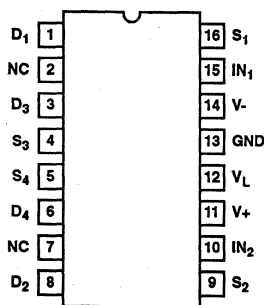 D1 1 16 S1
NC 2 15 IN1
D3 3 14 V-
S3 4 13 GND
S4 5 12 VL
D4 6 11 V+
NC 7 10 IN2
D2 8 9 S2